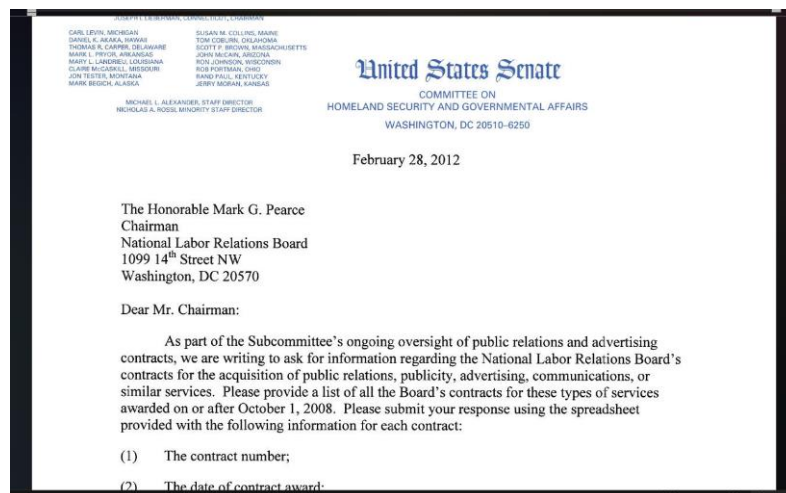 JOSEPH I. LIEBERMAN, CONNECTICUT, CHAIRMAN
CARL LEVIN, MICHIGAN
DANIEL K. AKAKA, HAWAII
THOMAS R. CARPER, DELAWARE
MARK L. PRYOR, ARKANSAS
MARY L. LANDRIEU, LOUISIANA
CLAIRE McCASKILL, MISSOURI
JON TESTER, MONTANA
MARK BEGICH, ALASKA
SUSAN M. COLLINS, MAINE
TOM COBURN, OKLAHOMA
SCOTT P. BROWN, MASSACHUSETTS
JOHN McCAIN, ARIZONA
RON JOHNSON, WISCONSIN
ROB PORTMAN, OHIO
RAND PAUL, KENTUCKY
JERRY MORAN, KANSAS
MICHAEL L. ALEXANDER, STAFF DIRECTOR
NICHOLAS A. ROSSI, MINORITY STAFF DIRECTOR
United States Senate
COMMITTEE ON
HOMELAND SECURITY AND GOVERNMENTAL AFFAIRS
WASHINGTON, DC 20510–6250
February 28, 2012
The Honorable Mark G. Pearce
Chairman
National Labor Relations Board
1099 14th Street NW
Washington, DC 20570
Dear Mr. Chairman:
As part of the Subcommittee's ongoing oversight of public relations and advertising
contracts, we are writing to ask for information regarding the National Labor Relations Board's
contracts for the acquisition of public relations, publicity, advertising, communications, or
similar services. Please provide a list of all the Board's contracts for these types of services
awarded on or after October 1, 2008. Please submit your response using the spreadsheet
provided with the following information for each contract:
(1) The contract number;
(2) The date of contract award;